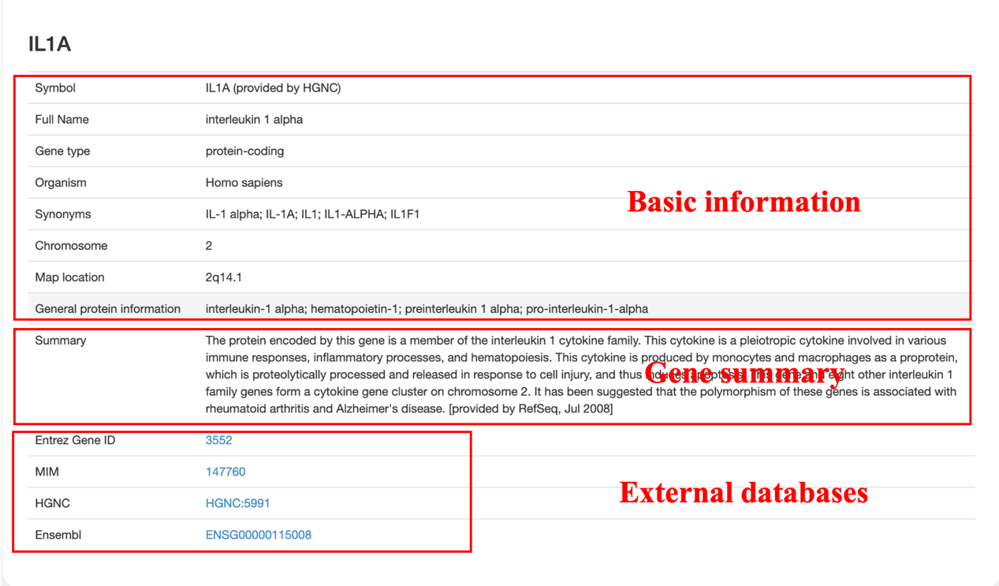 IL1A
Symbol IL1A (provided by HGNC)
Full Name interleukin 1 alpha
Gene type protein-coding
Organism Homo sapiens
Basic information
Synonyms IL-1 alpha; IL-1A; IL1; IL1-ALPHA; IL1F1
Chromosome 2
Map location 2q14.1
General protein information interleukin-1 alpha; hematopoietin-1; preinterleukin 1 alpha; pro-interleukin-1-alpha
Summary The protein encoded by this gene is a member of the interleukin 1 cytokine family. This cytokine is a pleiotropic cytokine involved in various
immune responses, inflammatory processes, and hematopoiesis. This cytokine is produced by monocytes and macrophages as a proprotein,
which is proteolytically processed and released in response to cell injury, and thus induces apoptosis. This gene and eight other interleukin 1
Gene summary
family genes form a cytokine gene cluster on chromosome 2. It has been suggested that the polymorphism of these genes is associated with
rheumatoid arthritis and Alzheimer's disease. [provided by RefSeq, Jul 2008]
Entrez Gene ID 3552
MIM 147760
External databases
HGNC HGNC:5991
Ensembl ENSG00000115008